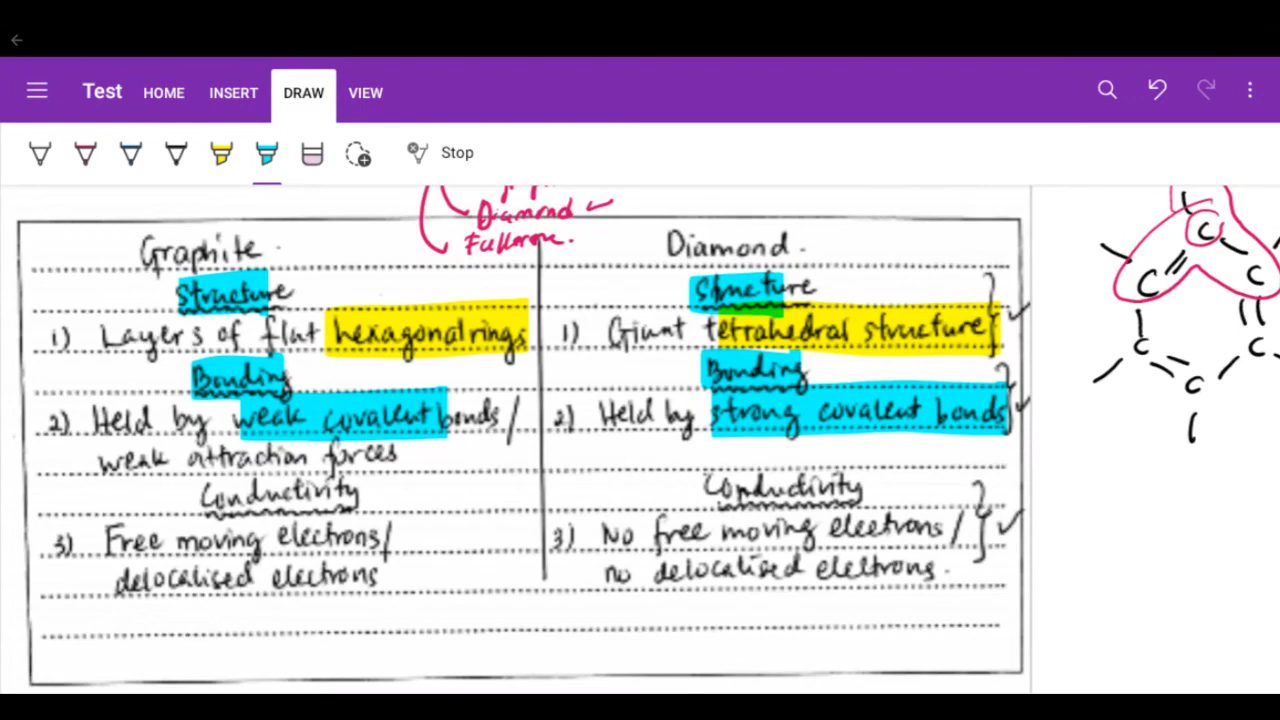 Test HOME INSERT DRAW VIEW
Stop
Diamond
Graphite. Diamond.
Structure Structure
1) Layers of flat hexagonal rings 1) Giant tetrahedral structure
Bonding Bonding
2) Held by weak covalent bonds / 2) Held by strong covalent bonds
weak attraction forces
Conductivity Conductivity
3) Free moving electrons/ 3) No free moving electrons /
delocalised electrons no delocalised electrons.
C
C C
C C
C